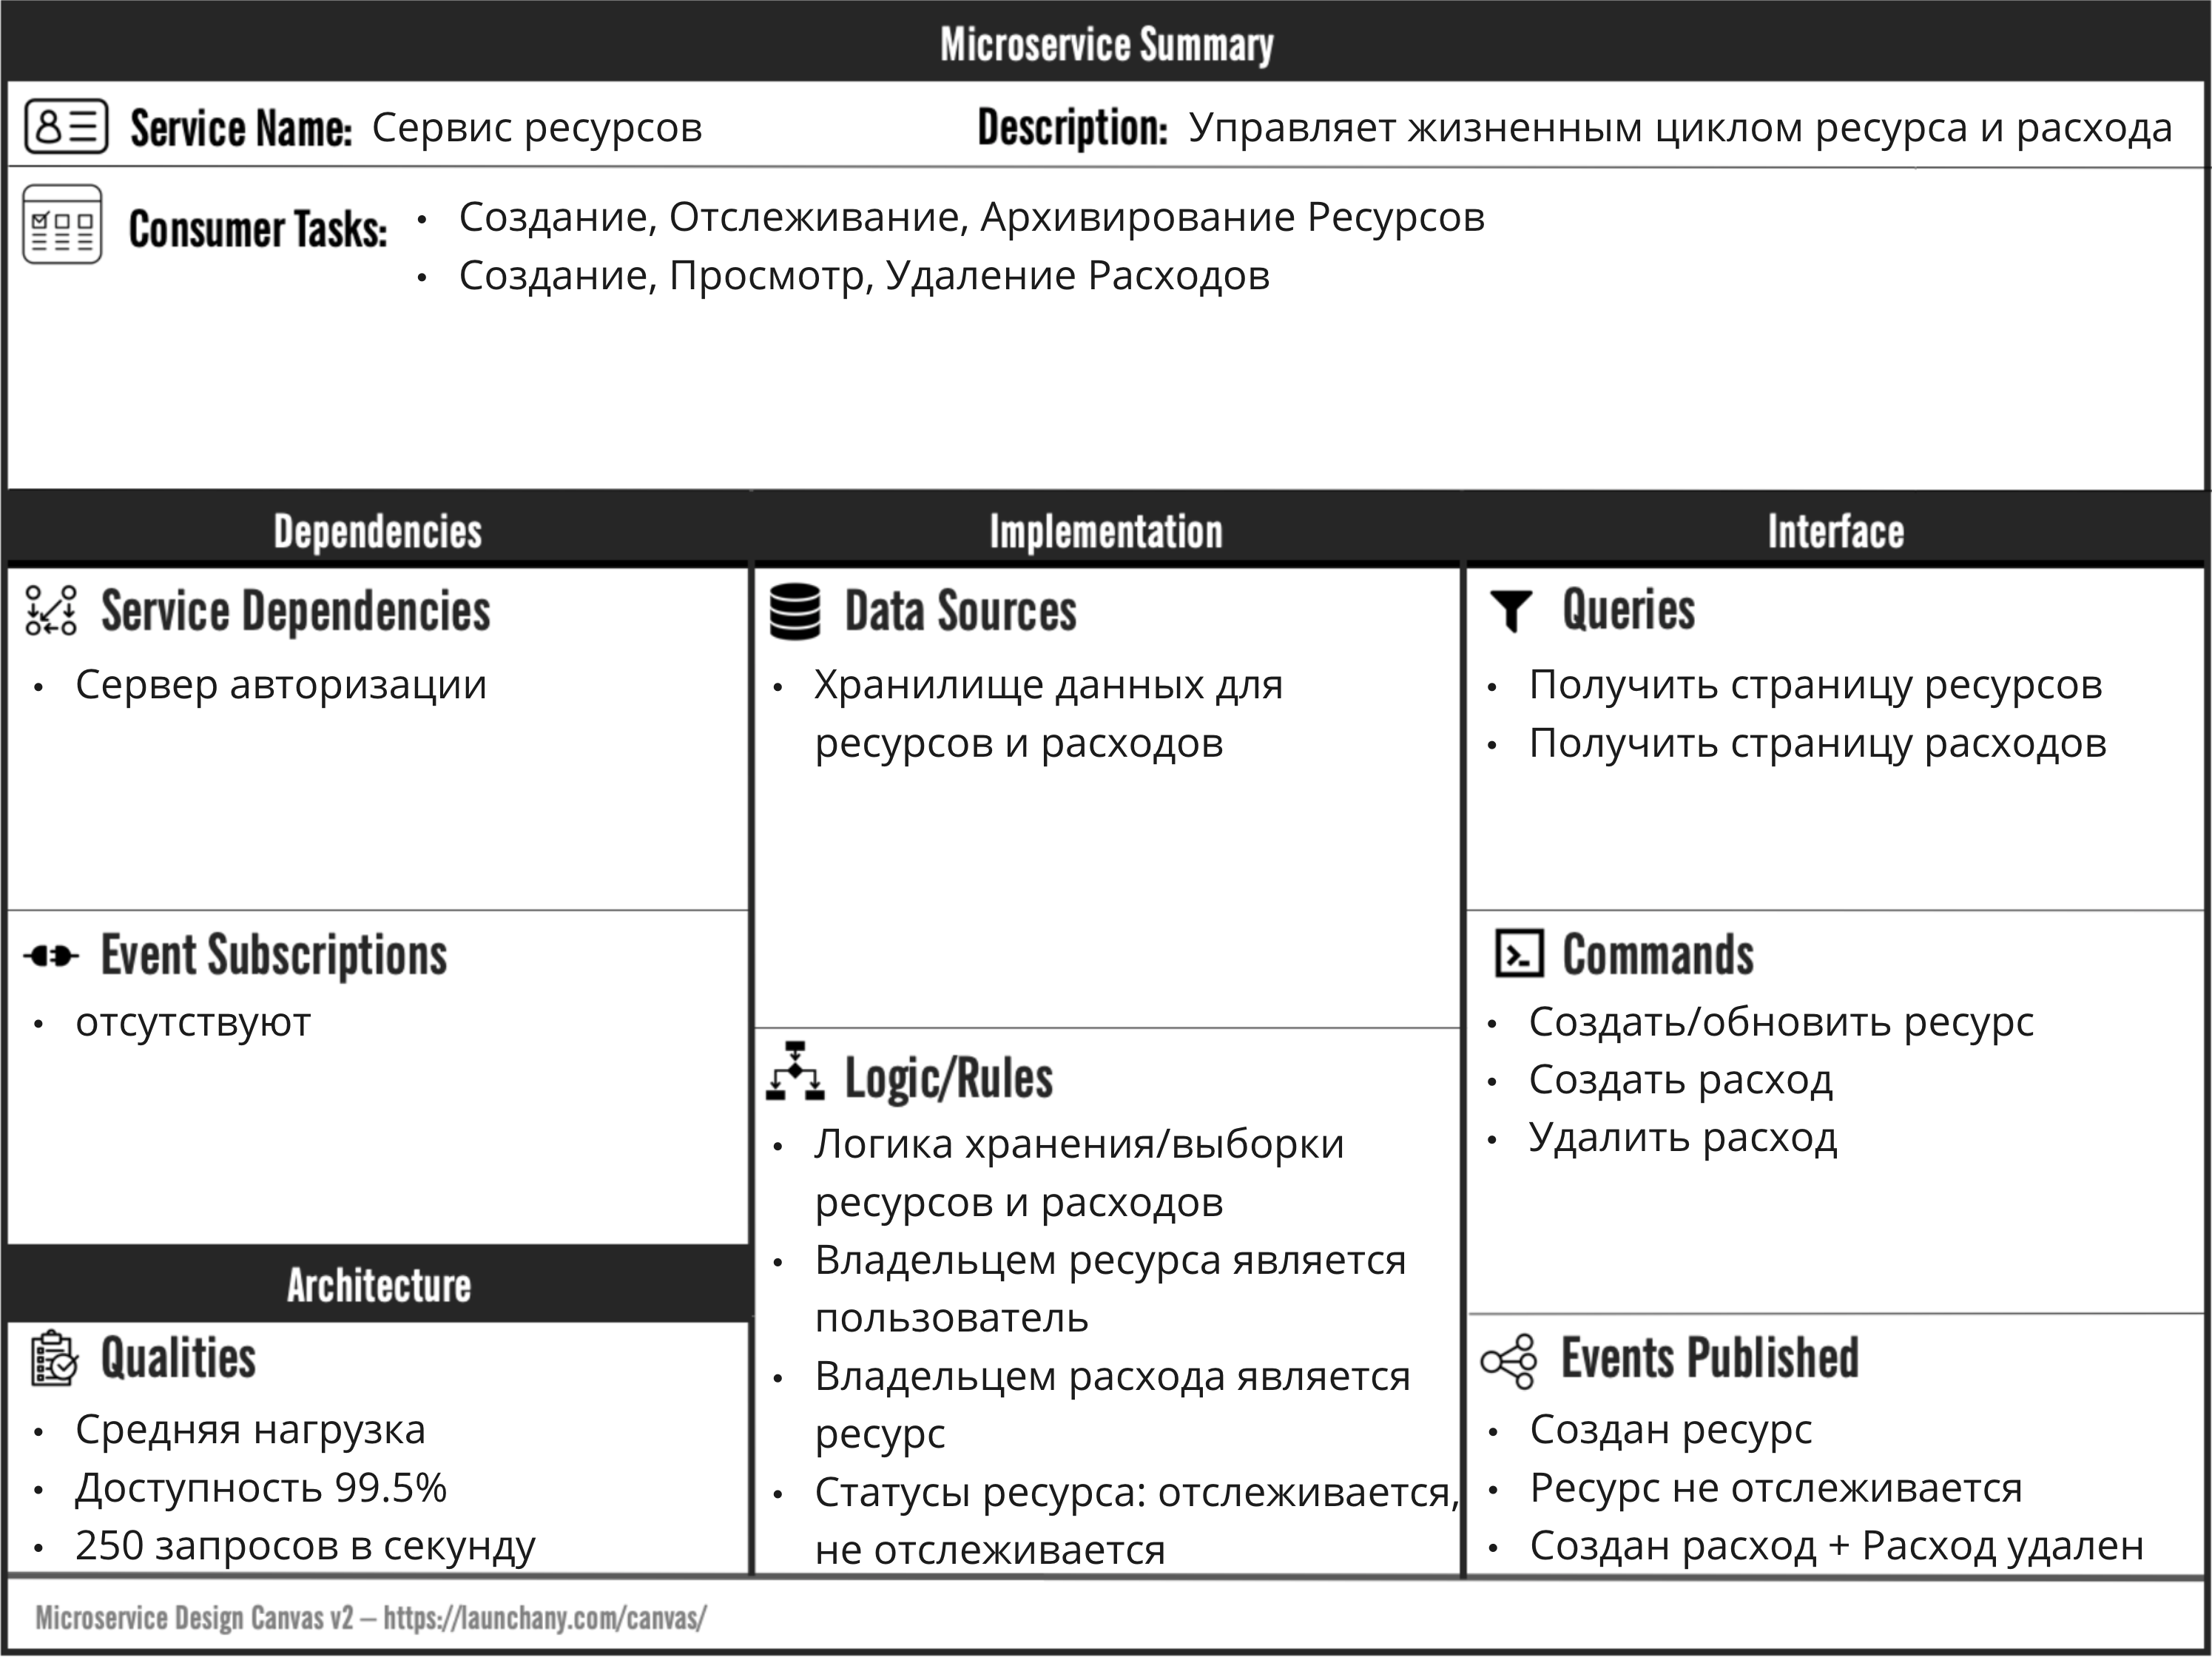 Microservice Summary
Service Name: Сервис ресурсов
Description: Управляет жизненным циклом ресурса и расхода
Consumer Tasks:
• Создание, Отслеживание, Архивирование Ресурсов
• Создание, Просмотр, Удаление Расходов
Dependencies
Service Dependencies
• Сервер авторизации
Event Subscriptions
• отсутствуют
Architecture
Qualities
• Средняя нагрузка
• Доступность 99.5%
• 250 запросов в секунду
Implementation
Data Sources
• Хранилище данных для
ресурсов и расходов
Logic/Rules
• Логика хранения/выборки
ресурсов и расходов
• Владельцем ресурса является
пользователь
• Владельцем расхода является
ресурс
• Статусы ресурса: отслеживается,
не отслеживается
Interface
Queries
• Получить страницу ресурсов
• Получить страницу расходов
Commands
• Создать/обновить ресурс
• Создать расход
• Удалить расход
Events Published
• Создан ресурс
• Ресурс не отслеживается
• Создан расход + Расход удален
Microservice Design Canvas v2 – https://launchany.com/canvas/